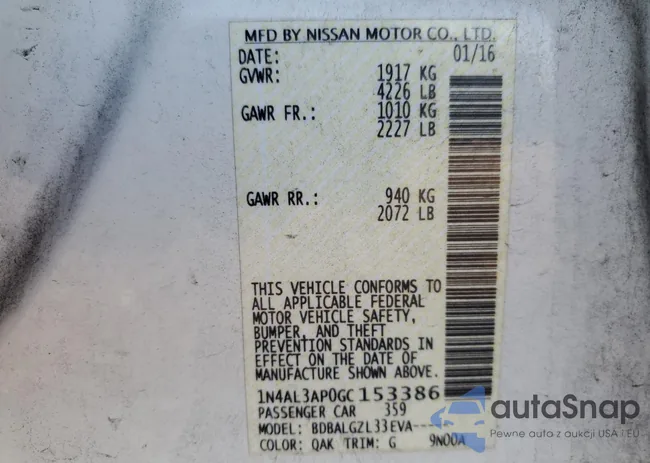 MFD BY NISSAN MOTOR CO., LTD.
DATE: 01/16
GVWR: 1917 KG
4226 LB
GAWR FR.: 1010 KG
2227 LB
GAWR RR.: 940 KG
2072 LB
THIS VEHICLE CONFORMS TO
ALL APPLICABLE FEDERAL
MOTOR VEHICLE SAFETY,
BUMPER, AND THEFT
PREVENTION STANDARDS IN
EFFECT ON THE DATE OF
MANUFACTURE SHOWN ABOVE.
1N4AL3AP0GC153386
PASSENGER CAR 359
MODEL: BDBALGZL33EVA----
COLOR: QAK TRIM: G 9N00A
autaSnap
Pewne auto z aukcji USA i EU